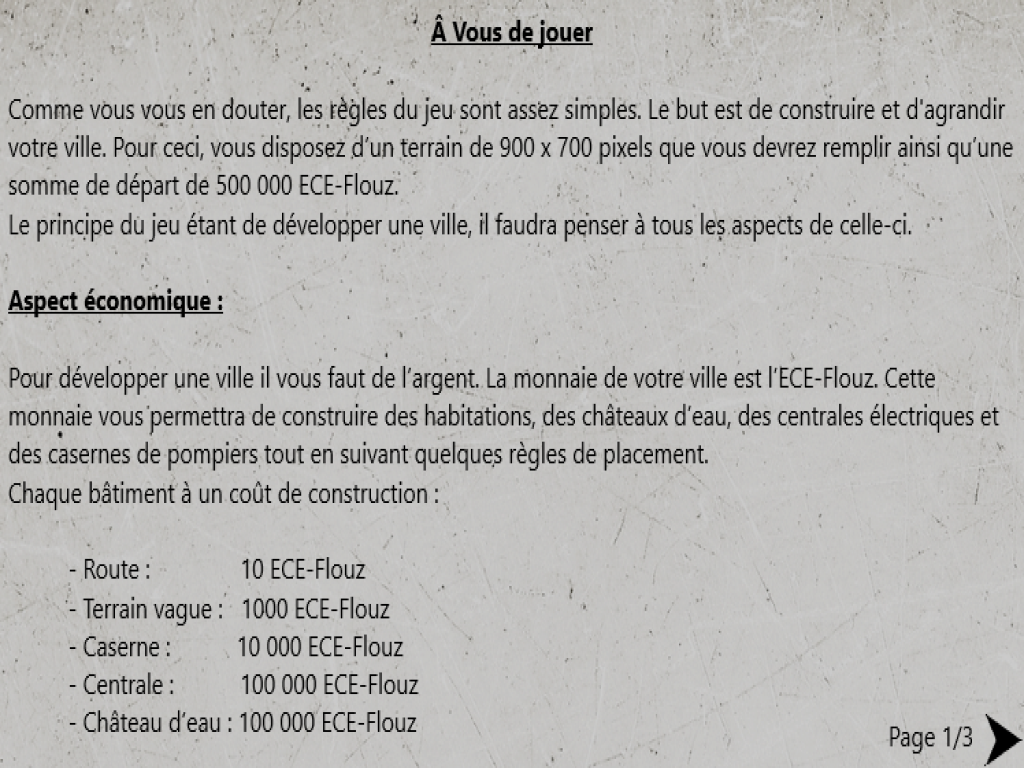 Â Vous de jouer
Comme vous vous en douter, les règles du jeu sont assez simples. Le but est de construire et d'agrandir
votre ville. Pour ceci, vous disposez d’un terrain de 900 x 700 pixels que vous devrez remplir ainsi qu’une
somme de départ de 500 000 ECE-Flouz.
Le principe du jeu étant de développer une ville, il faudra penser à tous les aspects de celle-ci.
Aspect économique :
Pour développer une ville il vous faut de l’argent. La monnaie de votre ville est l’ECE-Flouz. Cette
monnaie vous permettra de construire des habitations, des châteaux d’eau, des centrales électriques et
des casernes de pompiers tout en suivant quelques règles de placement.
Chaque bâtiment à un coût de construction :
- Route : 10 ECE-Flouz
- Terrain vague : 1000 ECE-Flouz
- Caserne : 10 000 ECE-Flouz
- Centrale : 100 000 ECE-Flouz
- Château d’eau : 100 000 ECE-Flouz
Page 1/3